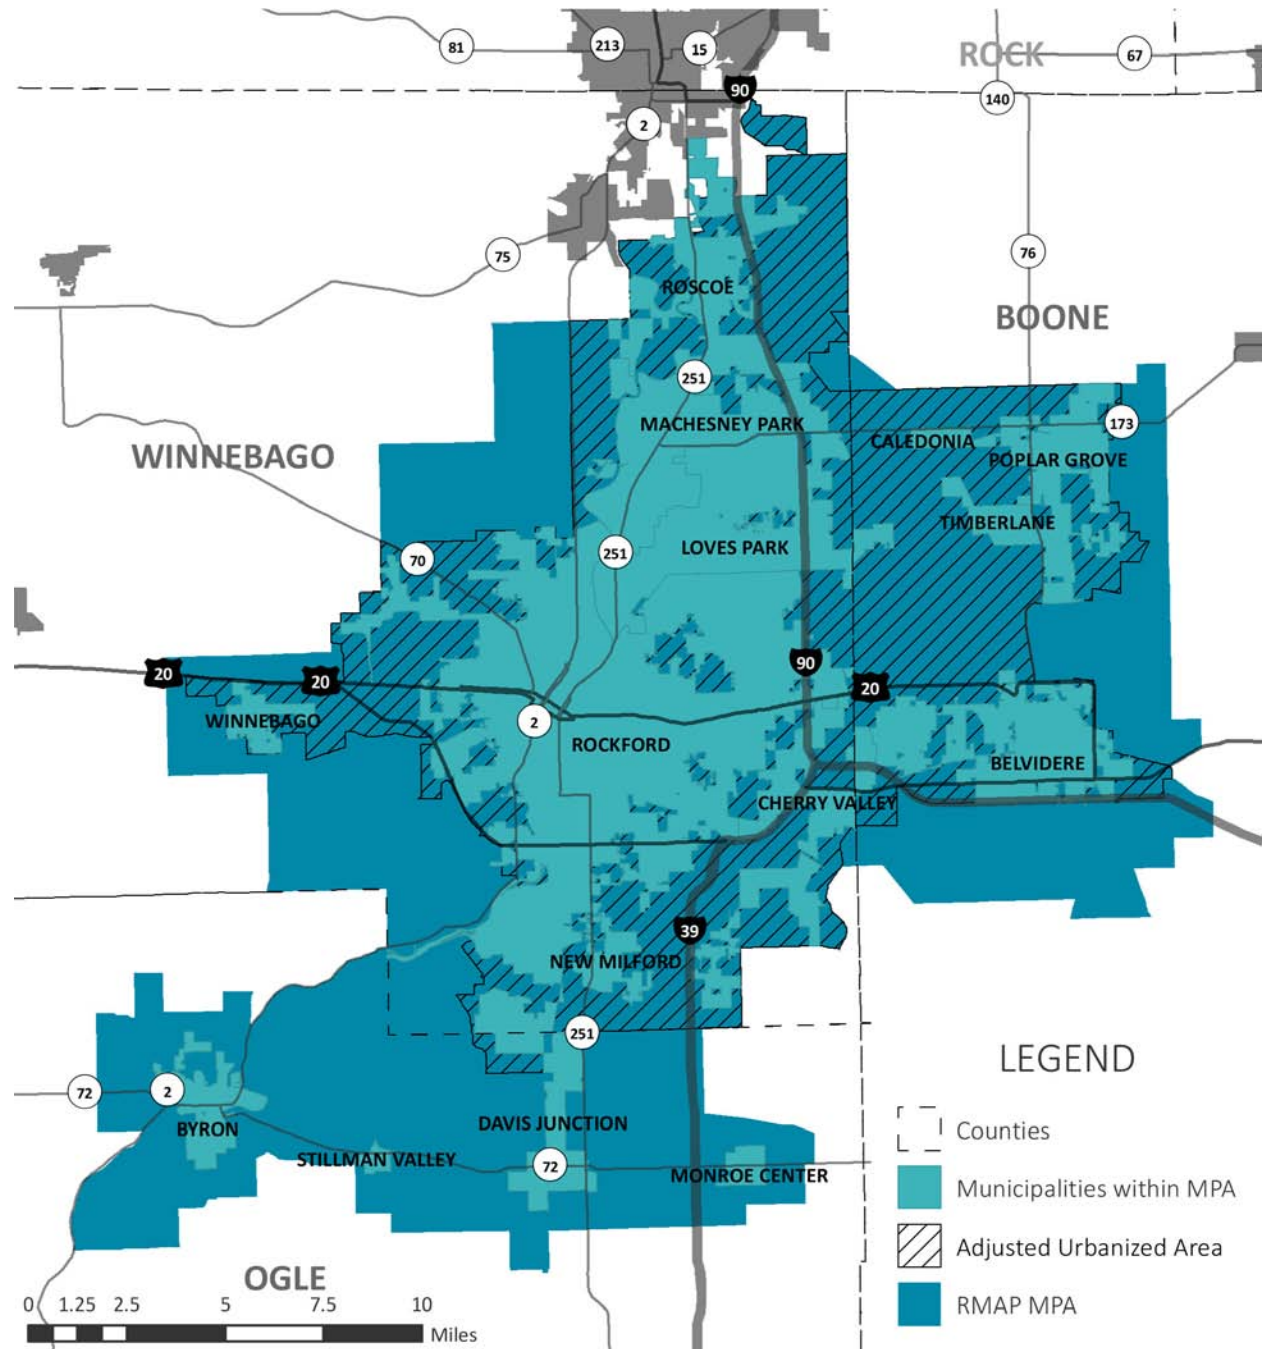 81
213
15
ROCK
67
90
140
2
75
76
ROSCOE
BOONE
251
MACHESNEY PARK
173
CALEDONIA
WINNEBAGO
POPLAR GROVE
TIMBERLANE
251
LOVES PARK
70
20
20
90
20
WINNEBAGO
2
ROCKFORD
BELVIDERE
CHERRY VALLEY
39
NEW MILFORD
251
LEGEND
72
2
BYRON
DAVIS JUNCTION
Counties
STILLMAN VALLEY
72
MONROE CENTER
Municipalities within MPA
Adjusted Urbanized Area
OGLE
RMAP MPA
0 1.25 2.5 5 7.5 10
Miles